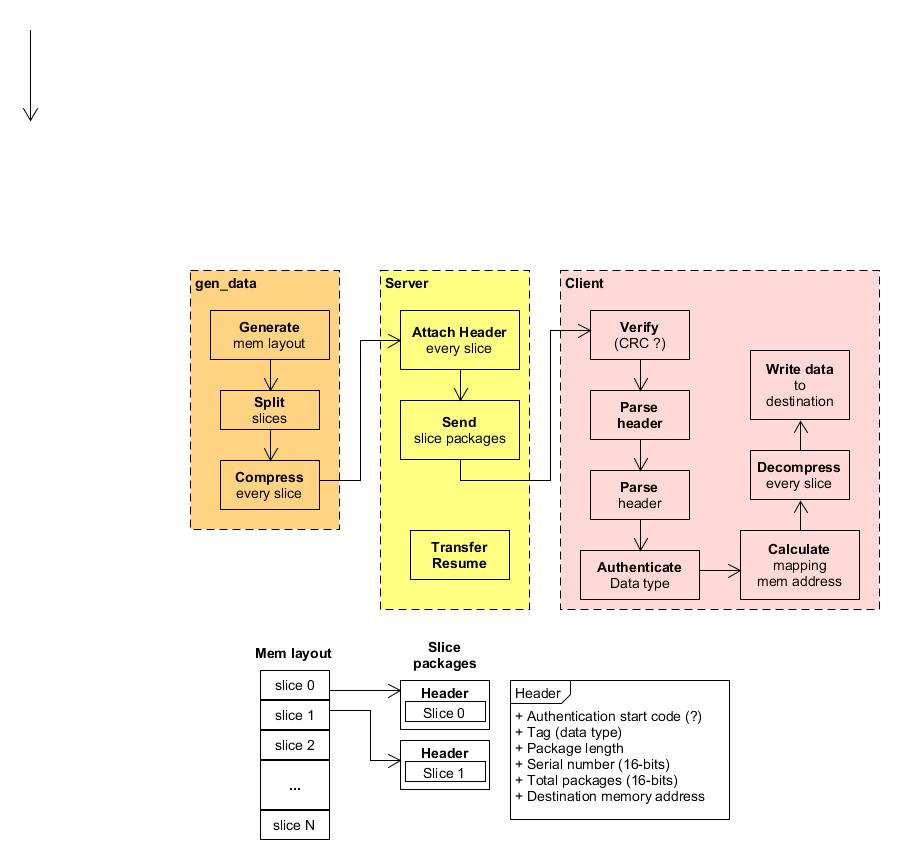 gen_data
Generate
mem layout
Split
slices
Compress
every slice
Server
Attach Header
every slice
Send
slice packages
Transfer
Resume
Client
Verify
(CRC ?)
Parse
header
Parse
header
Authenticate
Data type
Calculate
mapping
mem address
Decompress
every slice
Write data
to
destination
Mem layout
slice 0
slice 1
slice 2
...
slice N
Slice
packages
Header
Slice 0
Header
Slice 1
Header
+ Authentication start code (?)
+ Tag (data type)
+ Package length
+ Serial number (16-bits)
+ Total packages (16-bits)
+ Destination memory address